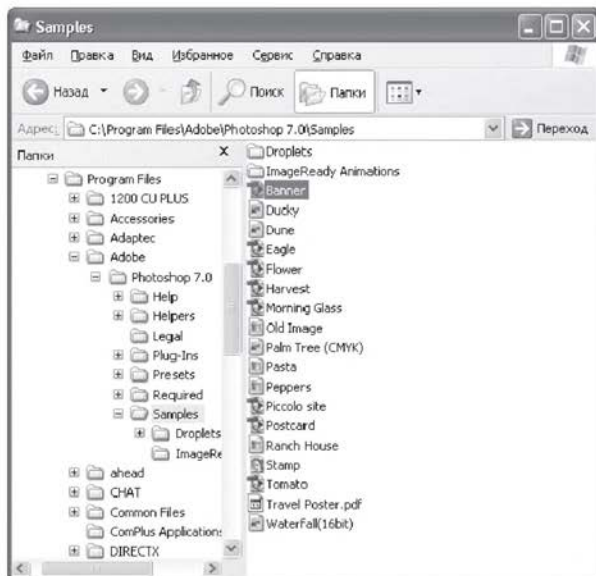 Samples
Файл Правка Вид Избранное Сервис Справка
Назад Поиск Папки
Адрес: C:\Program Files\Adobe\Photoshop 7.0\Samples Переход
Папки X
Program Files
1200 CU PLUS
Accessories
Adaptec
Adobe
Photoshop 7.0
Help
Helpers
Legal
Plug-Ins
Presets
Required
Samples
Droplets
ImageRe
ahead
CHAT
Common Files
ComPlus Applications
DIRECTX
Droplets
ImageReady Animations
Banner
Ducky
Dune
Eagle
Flower
Harvest
Morning Glass
Old Image
Palm Tree (CMYK)
Pasta
Peppers
Piccolo site
Postcard
Ranch House
Stamp
Tomato
Travel Poster.pdf
Waterfall(16bit)